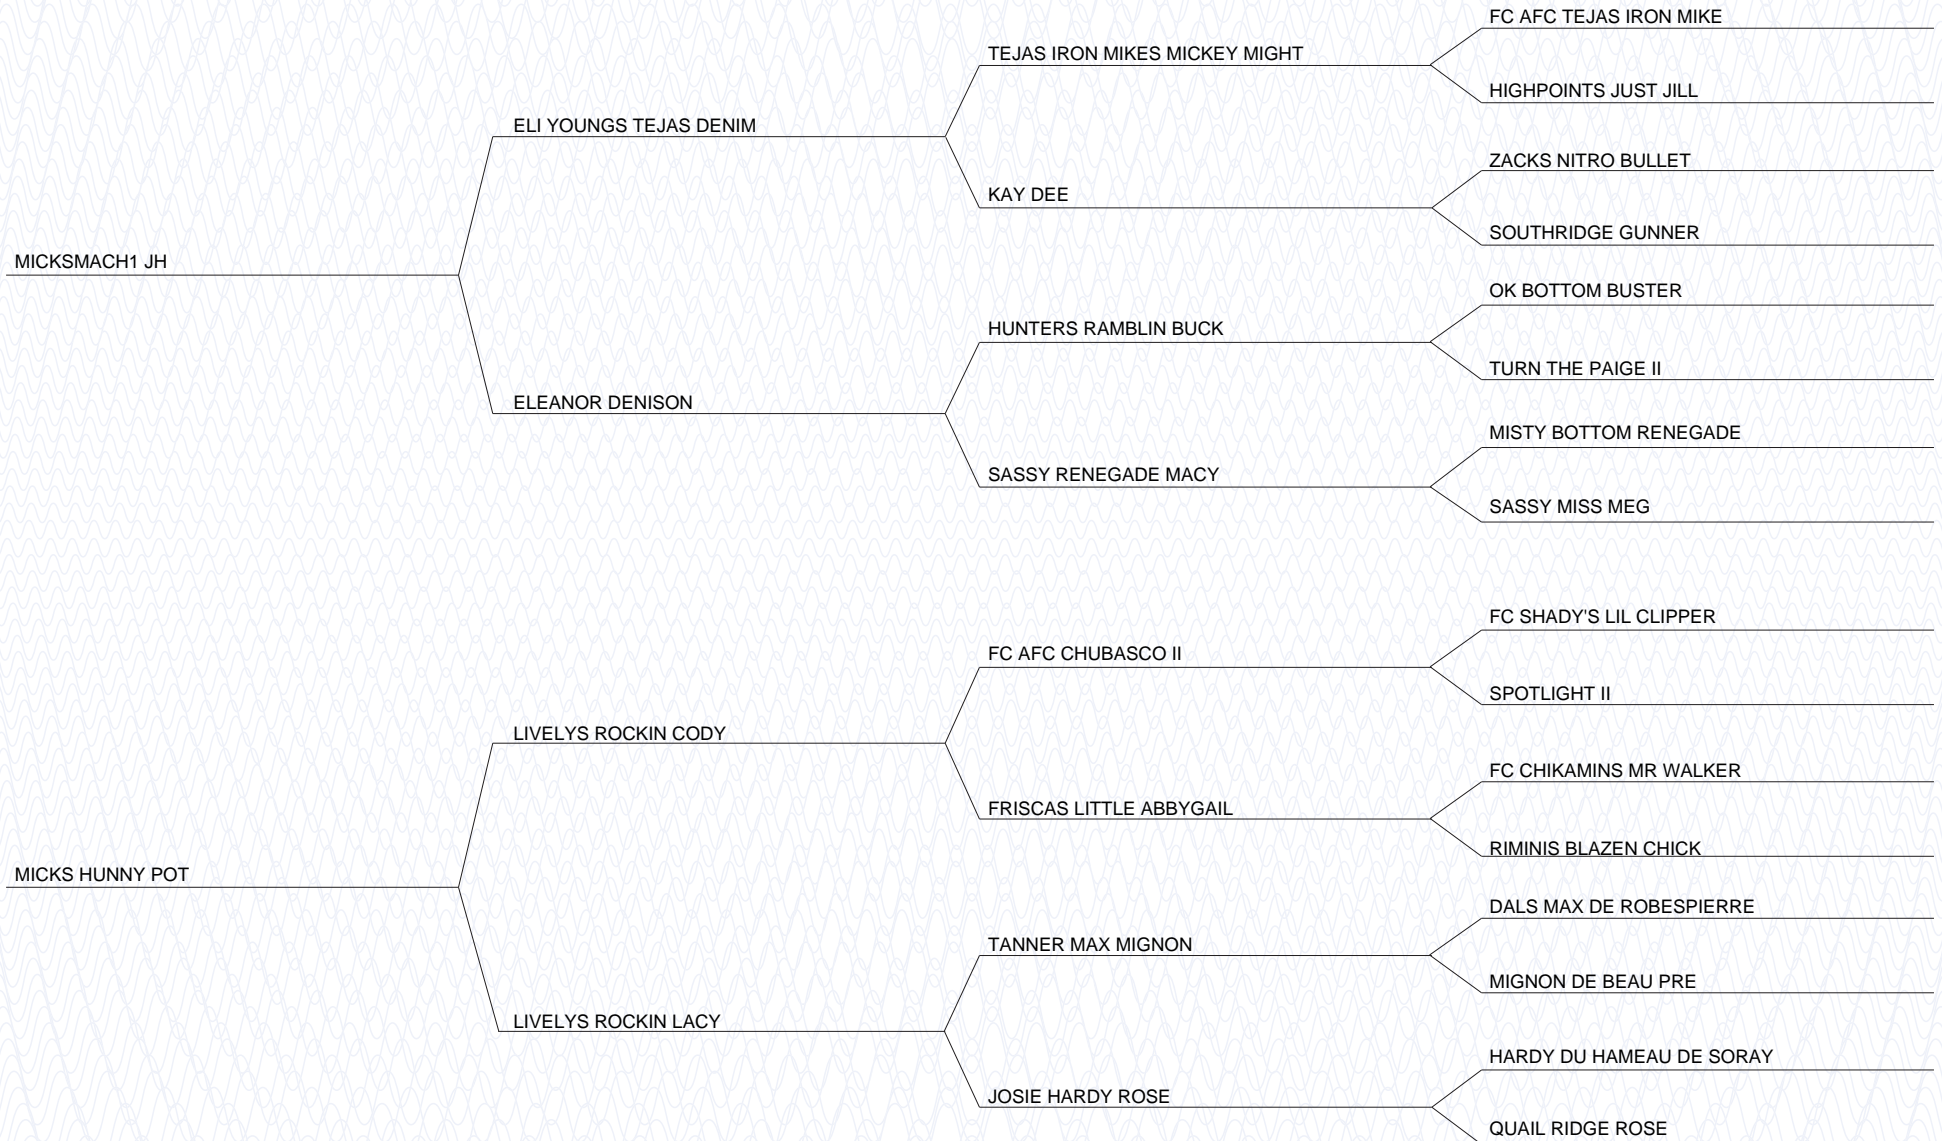 FC AFC TEJAS IRON MIKE
TEJAS IRON MIKES MICKEY MIGHT
HIGHPOINTS JUST JILL
ELI YOUNGS TEJAS DENIM
ZACKS NITRO BULLET
KAY DEE
SOUTHRIDGE GUNNER
MICKSMACH1 JH
OK BOTTOM BUSTER
HUNTERS RAMBLIN BUCK
TURN THE PAIGE II
ELEANOR DENISON
MISTY BOTTOM RENEGADE
SASSY RENEGADE MACY
SASSY MISS MEG
FC SHADY'S LIL CLIPPER
FC AFC CHUBASCO II
SPOTLIGHT II
LIVELYS ROCKIN CODY
FC CHIKAMINS MR WALKER
FRISCAS LITTLE ABBYGAIL
RIMINIS BLAZEN CHICK
MICKS HUNNY POT
DALS MAX DE ROBESPIERRE
TANNER MAX MIGNON
MIGNON DE BEAU PRE
LIVELYS ROCKIN LACY
HARDY DU HAMEAU DE SORAY
JOSIE HARDY ROSE
QUAIL RIDGE ROSE